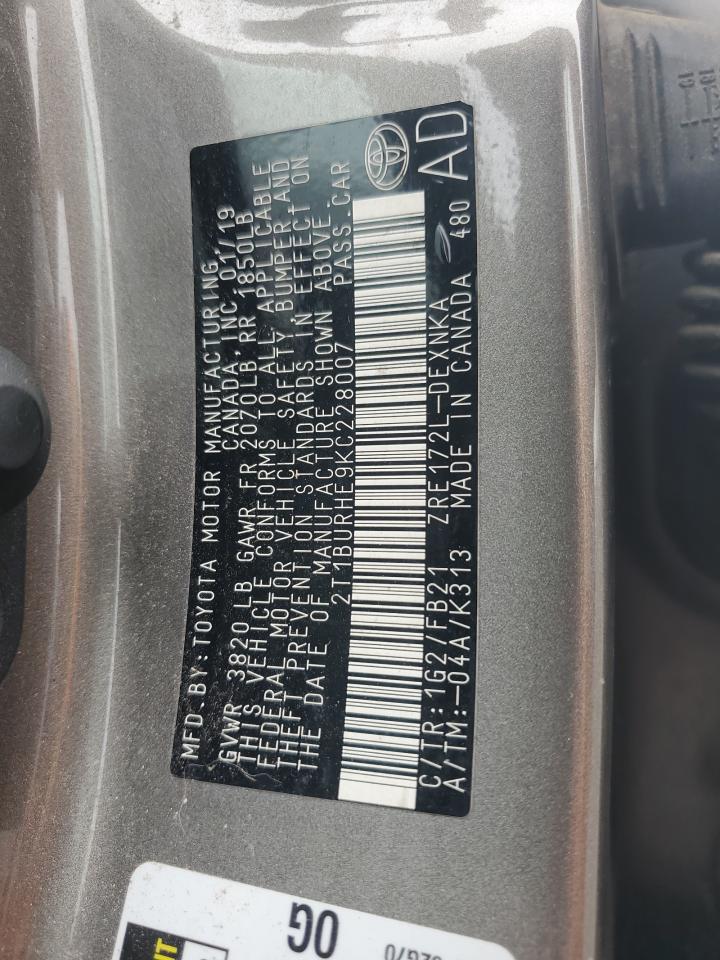 MFD.BY:TOYOTA MOTOR MANUFACTURING,
CANADA, INC. 01/19
GVWR 3820 LB GAWR FR 2070LB, RR 1850LB
THIS VEHICLE CONFORMS TO ALL APPLICABLE
FEDERAL MOTOR VEHICLE SAFETY, BUMPER, AND
THEFT PREVENTION STANDARDS IN EFFECT ON
THE DATE OF MANUFACTURE SHOWN ABOVE.
2T1BURHE9KC228007 PASS.CAR
C/TR:1G2/FB21 ZRE172L-DEXNKA
A/TM:-04A/K313 MADE IN CANADA 480
AD
0G